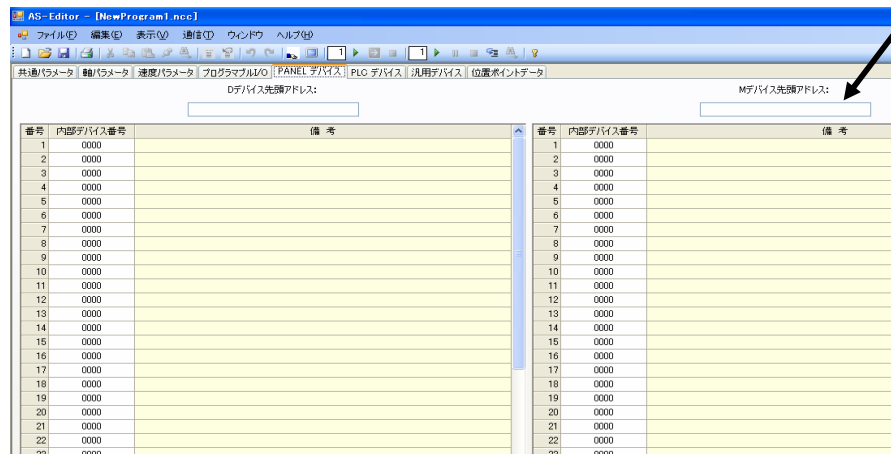 AS-Editor - [NewProgram1.ncc]
ファイル(F) 編集(E) 表示(V) 通信(T) ウィンドウ ヘルプ(H)
1 1
共通パラメータ 軸パラメータ 速度パラメータ プログラマブルI/O PANEL デバイス PLC デバイス 汎用デバイス 位置ポイントデータ
Dデバイス先頭アドレス: Mデバイス先頭アドレス:
番号 内部デバイス番号 備 考 番号 内部デバイス番号 備 考
1 0000 1 0000
2 0000 2 0000
3 0000 3 0000
4 0000 4 0000
5 0000 5 0000
6 0000 6 0000
7 0000 7 0000
8 0000 8 0000
9 0000 9 0000
10 0000 10 0000
11 0000 11 0000
12 0000 12 0000
13 0000 13 0000
14 0000 14 0000
15 0000 15 0000
16 0000 16 0000
17 0000 17 0000
18 0000 18 0000
19 0000 19 0000
20 0000 20 0000
21 0000 21 0000
22 0000 22 0000
23 0000 23 0000